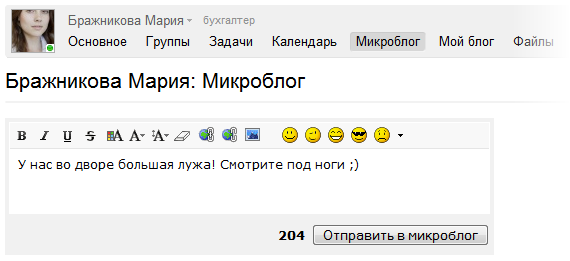 Бражникова Мария бухгалтер
Основное Группы Задачи Календарь Микроблог Мой блог Файлы
Бражникова Мария: Микроблог
B I U S A A A
У нас во дворе большая лужа! Смотрите под ноги ;)
204 Отправить в микроблог